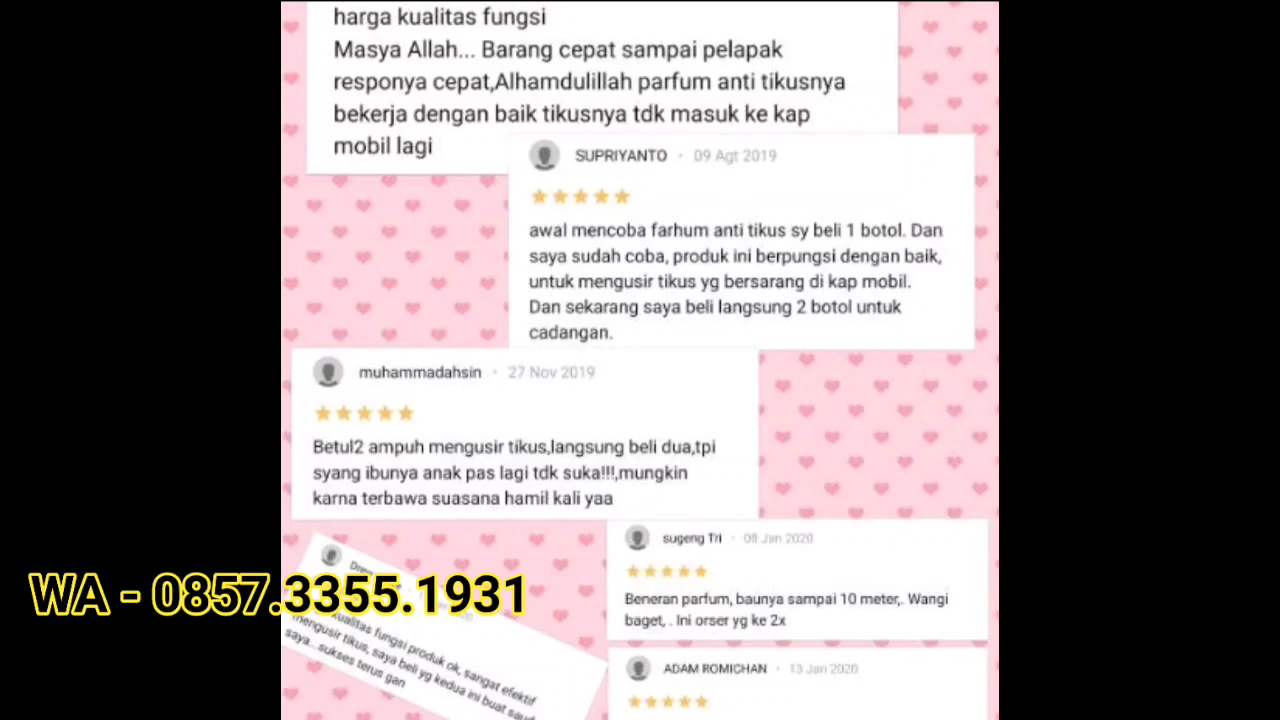 harga kualitas fungsi
Masya Allah... Barang cepat sampai pelapak
responya cepat,Alhamdulillah parfum anti tikusnya
bekerja dengan baik tikusnya tdk masuk ke kap
mobil lagi
SUPRIYANTO · 09 Agt 2019
awal mencoba farhum anti tikus sy beli 1 botol. Dan
saya sudah coba, produk ini berpungsi dengan baik,
untuk mengusir tikus yg bersarang di kap mobil.
Dan sekarang saya beli langsung 2 botol untuk
cadangan.
muhammadahsin · 27 Nov 2019
Betul2 ampuh mengusir tikus,langsung beli dua,tpi
syang ibunya anak pas lagi tdk suka!!!,mungkin
karna terbawa suasana hamil kali yaa
sugeng Tri · 08 Jan 2020
Beneran parfum, baunya sampai 10 meter,. Wangi
baget, . Ini orser yg ke 2x
WA - 0857.3355.1931
kualitas fungsi produk ok, sangat efektif
mengusir tikus, saya beli yg kedua ini buat
saya.. sukses terus gan
ADAM ROMICHAN · 13 Jan 2020